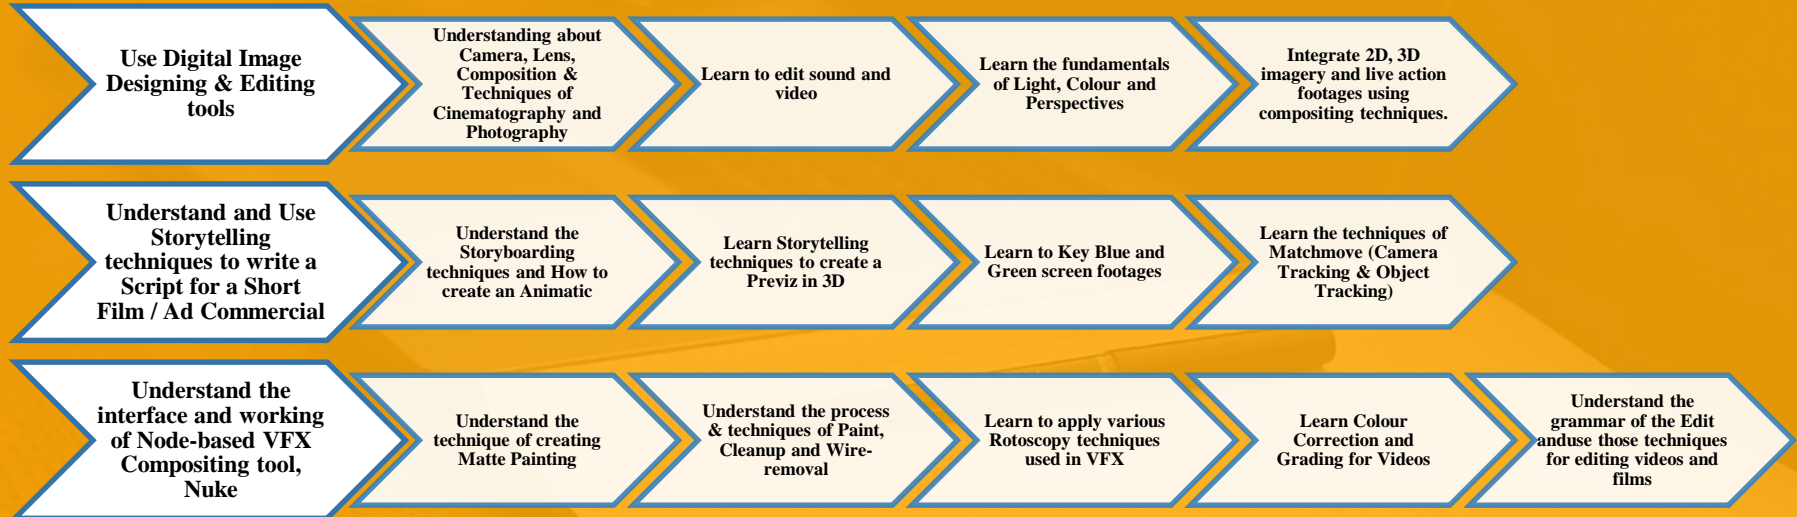 Use Digital Image
Designing & Editing
tools
Understanding about
Camera, Lens,
Composition &
Techniques of
Cinematography and
Photography
Learn to edit sound and
video
Learn the fundamentals
of Light, Colour and
Perspectives
Integrate 2D, 3D
imagery and live action
footages using
compositing techniques.
Understand and Use
Storytelling
techniques to write a
Script for a Short
Film / Ad Commercial
Understand the
Storyboarding
techniques and How to
create an Animatic
Learn Storytelling
techniques to create a
Previz in 3D
Learn to Key Blue and
Green screen footages
Learn the techniques of
Matchmove (Camera
Tracking & Object
Tracking)
Understand the
interface and working
of Node-based VFX
Compositing tool,
Nuke
Understand the
technique of creating
Matte Painting
Understand the process
& techniques of Paint,
Cleanup and Wire-
removal
Learn to apply various
Rotoscopy techniques
used in VFX
Learn Colour
Correction and
Grading for Videos
Understand the
grammar of the Edit
anduse those techniques
for editing videos and
films